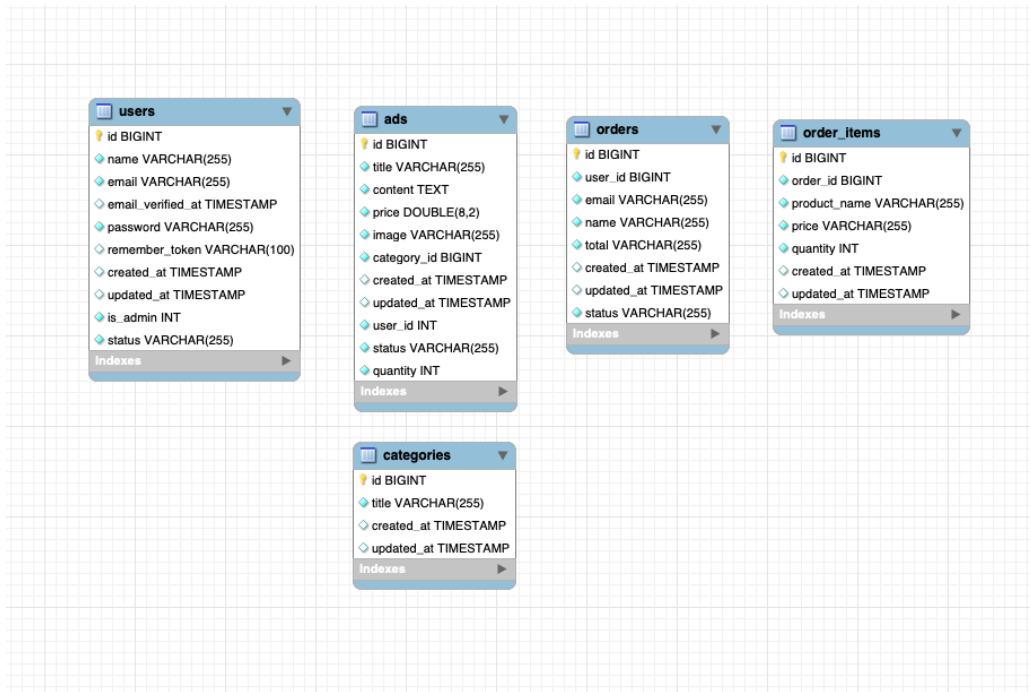 users
id BIGINT
name VARCHAR(255)
email VARCHAR(255)
email_verified_at TIMESTAMP
password VARCHAR(255)
remember_token VARCHAR(100)
created_at TIMESTAMP
updated_at TIMESTAMP
is_admin INT
status VARCHAR(255)
Indexes
ads
id BIGINT
title VARCHAR(255)
content TEXT
price DOUBLE(8,2)
image VARCHAR(255)
category_id BIGINT
created_at TIMESTAMP
updated_at TIMESTAMP
user_id INT
status VARCHAR(255)
quantity INT
Indexes
orders
id BIGINT
user_id BIGINT
email VARCHAR(255)
name VARCHAR(255)
total VARCHAR(255)
created_at TIMESTAMP
updated_at TIMESTAMP
status VARCHAR(255)
Indexes
order_items
id BIGINT
order_id BIGINT
product_name VARCHAR(255)
price VARCHAR(255)
quantity INT
created_at TIMESTAMP
updated_at TIMESTAMP
Indexes
categories
id BIGINT
title VARCHAR(255)
created_at TIMESTAMP
updated_at TIMESTAMP
Indexes